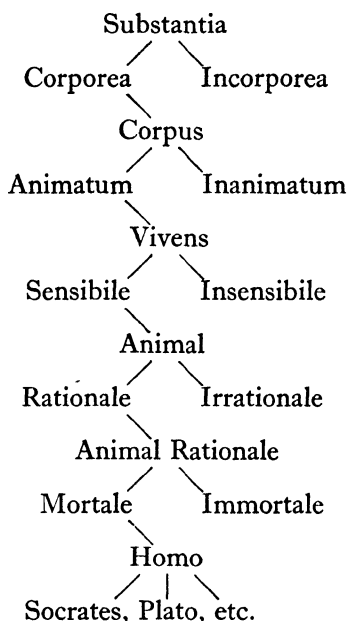 Substantia
Corporea Incorporea
Corpus
Animatum Inanimatum
Vivens
Sensibile Insensibile
Animal
Rationale Irrationale
Animal Rationale
Mortale Immortale
Homo
Socrates, Plato, etc.